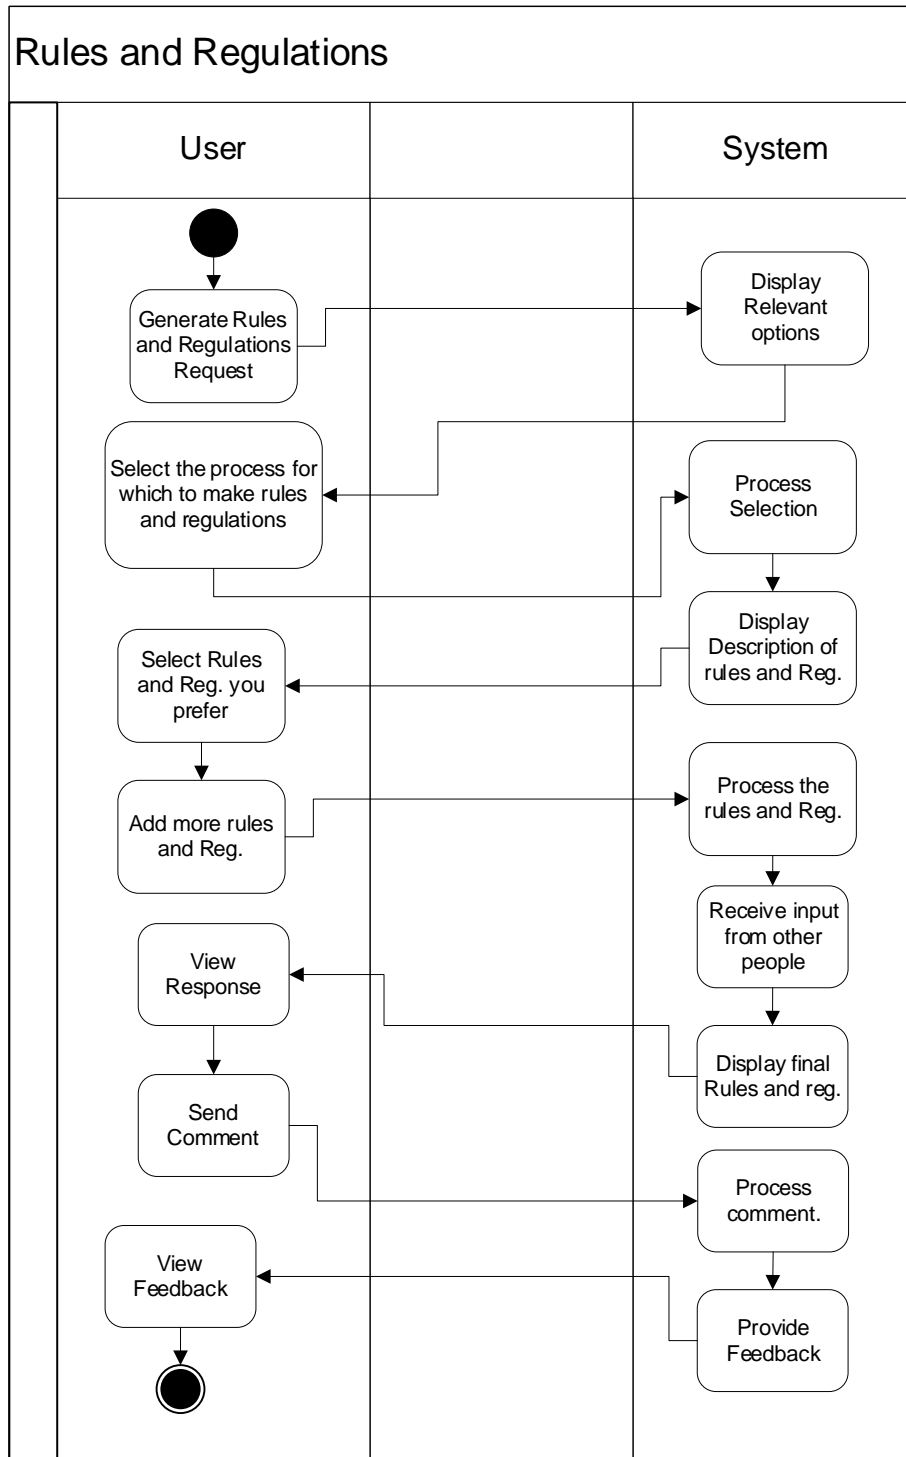 Rules and Regulations
User
System
Generate Rules
and Regulations
Request
Display
Relevant
options
Select the process for
which to make rules
and regulations
Process
Selection
Display
Description of
rules and Reg.
Select Rules
and Reg. you
prefer
Add more rules
and Reg.
Process the
rules and Reg.
Receive input
from other
people
Display final
Rules and reg.
View
Response
Send
Comment
Process
comment.
Provide
Feedback
View
Feedback